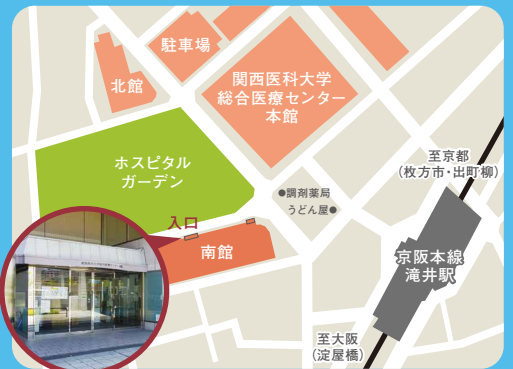 駐車場
北館
関西医科大学
総合医療センター
本館
ホスピタル
ガーデン
至京都
(枚方市・出町柳)
●調剤薬局
うどん屋●
入口
南館
京阪本線
滝井駅
至大阪
(淀屋橋)